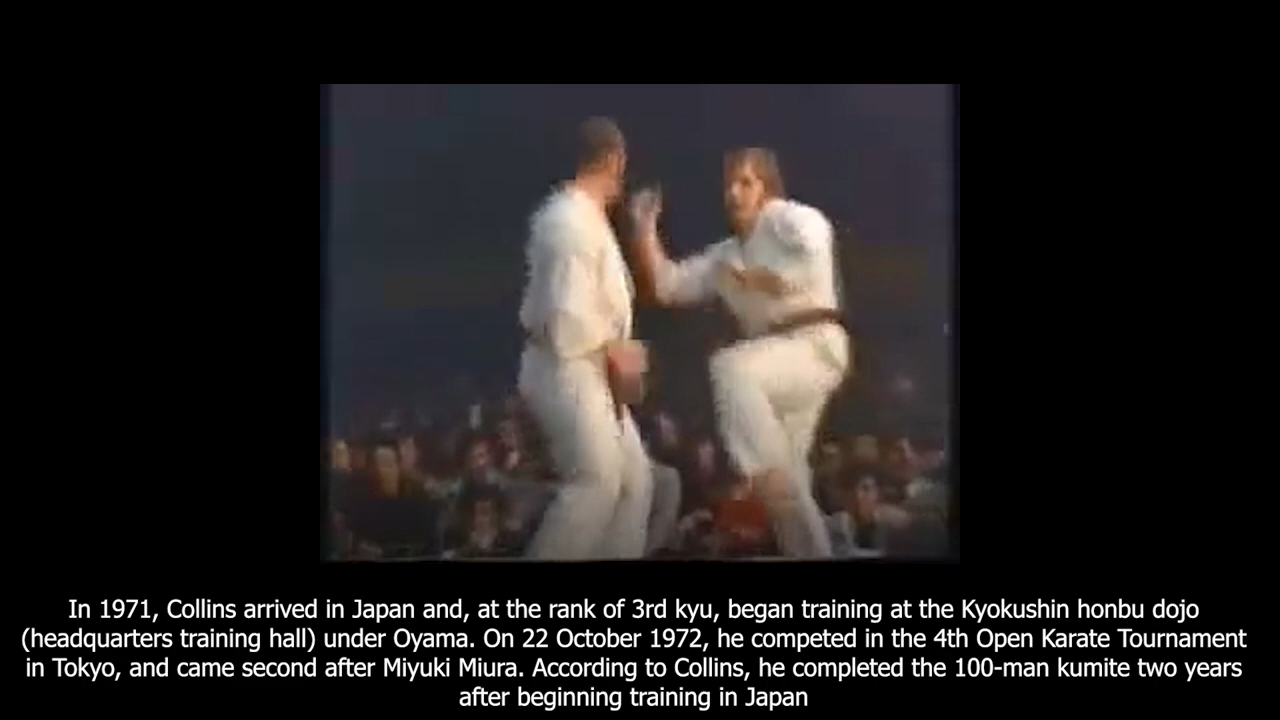 In 1971, Collins arrived in Japan and, at the rank of 3rd kyu, began training at the Kyokushin honbu dojo
(headquarters training hall) under Oyama. On 22 October 1972, he competed in the 4th Open Karate Tournament
in Tokyo, and came second after Miyuki Miura. According to Collins, he completed the 100-man kumite two years
after beginning training in Japan